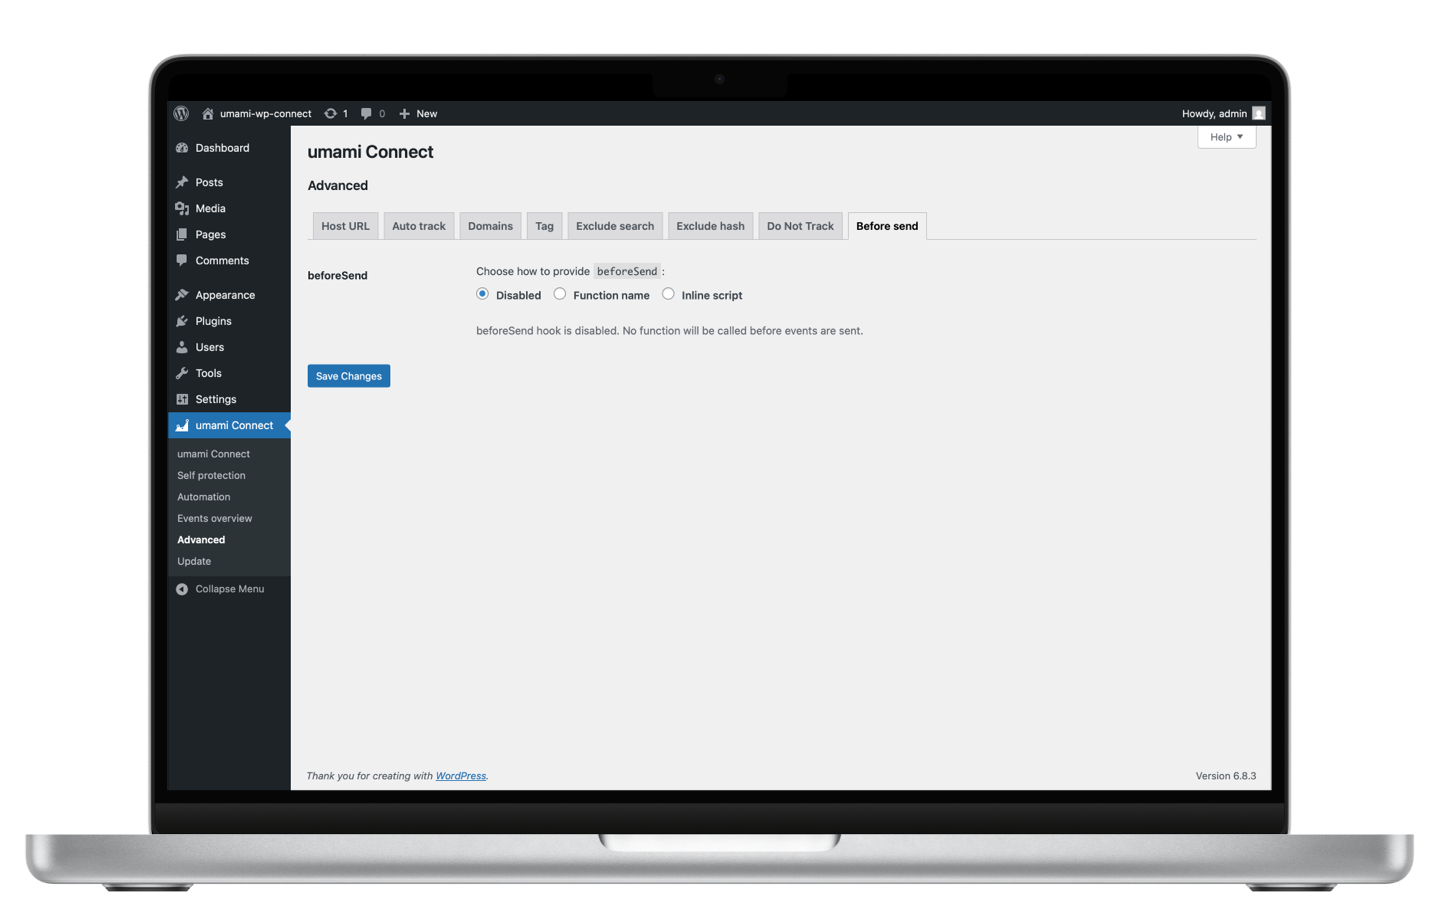 umami-wp-connect 1 0 New Howdy, admin
Dashboard
Posts
Media
Pages
Comments
Appearance
Plugins
Users
Tools
Settings
umami Connect
umami Connect
Self protection
Automation
Events overview
Advanced
Update
Collapse Menu
Help
umami Connect
Advanced
Host URL Auto track Domains Tag Exclude search Exclude hash Do Not Track Before send
beforeSend
Choose how to provide beforeSend :
Disabled Function name Inline script
beforeSend hook is disabled. No function will be called before events are sent.
Save Changes
Thank you for creating with WordPress. Version 6.8.3